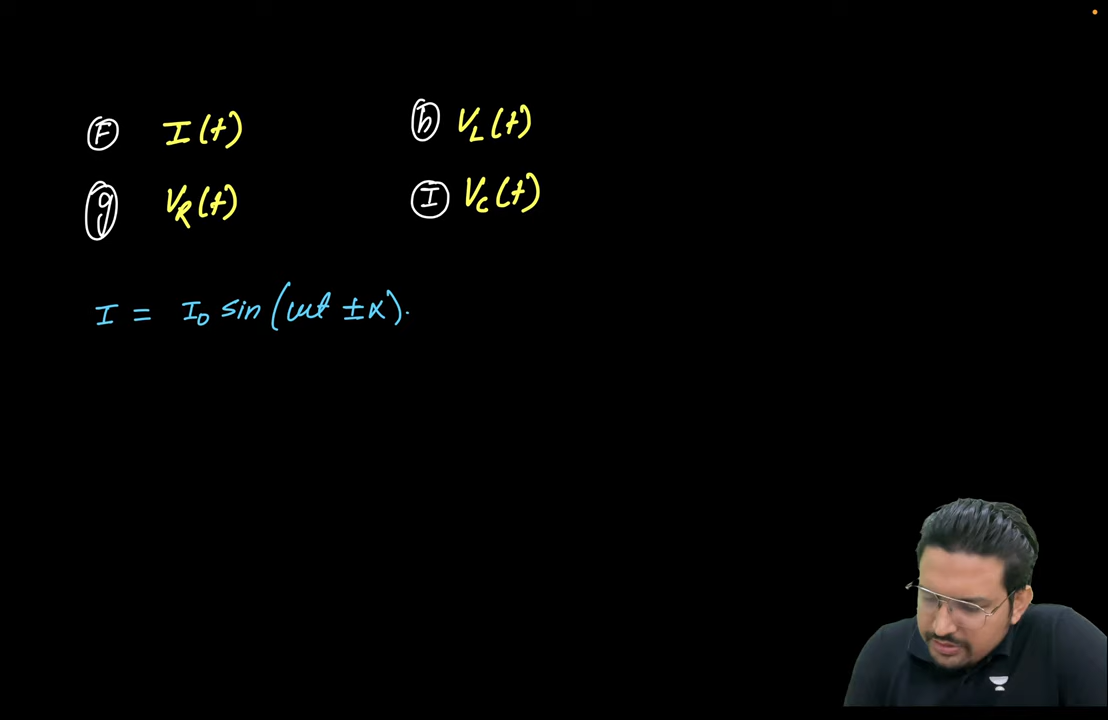 F I(t)
h V_L(t)
g V_R(t)
I V_C(t)
I = I₀ sin(ωt ±α).